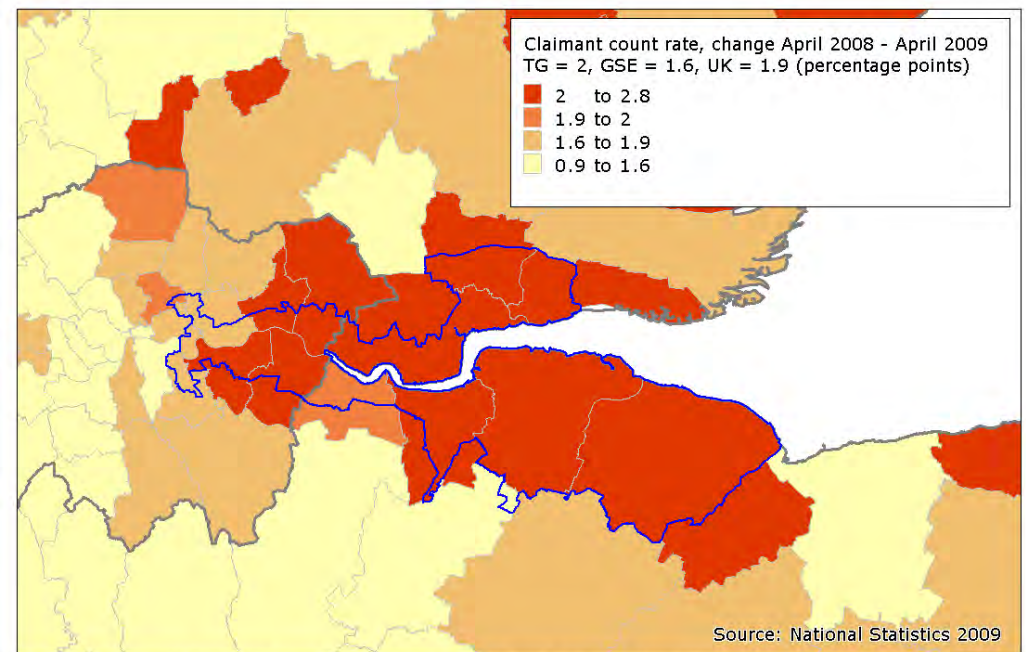 Claimant count rate, change April 2008 - April 2009
TG = 2, GSE = 1.6, UK = 1.9 (percentage points)
2 to 2.8
1.9 to 2
1.6 to 1.9
0.9 to 1.6
Source: National Statistics 2009